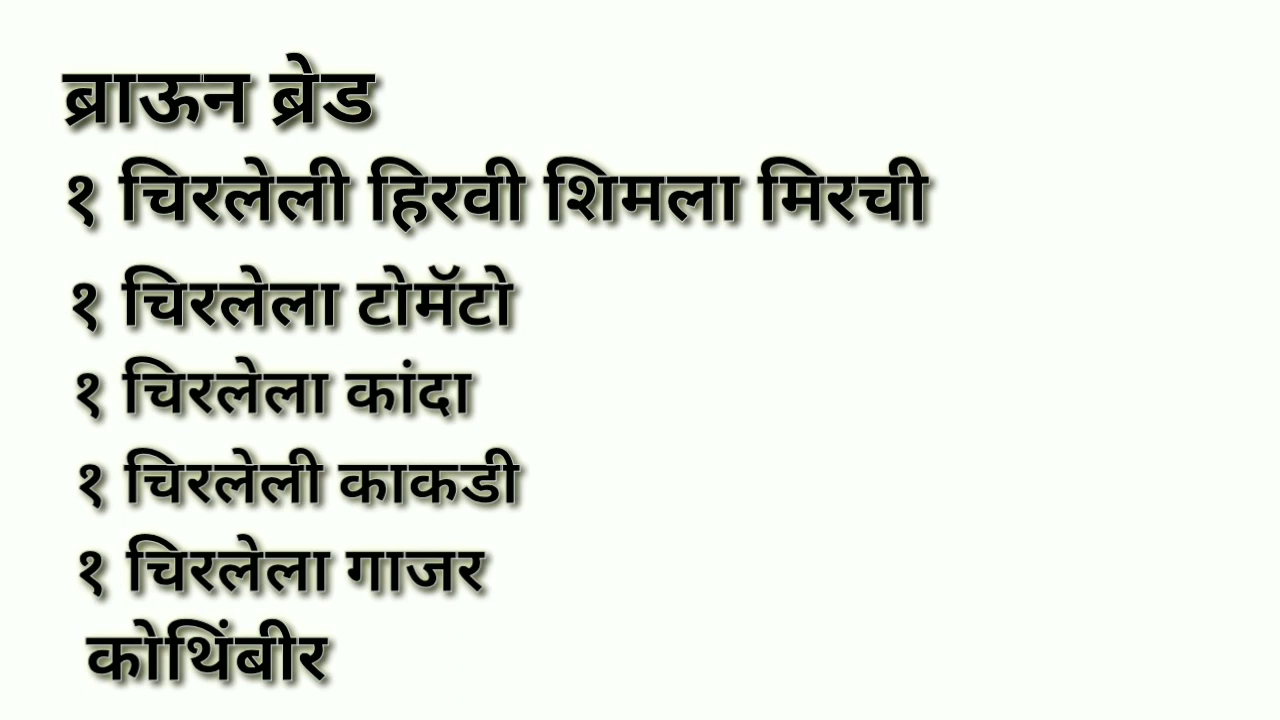 ब्राऊन ब्रेड
१ चिरलेली हिरवी शिमला मिरची
१ चिरलेला टोमॅटो
१ चिरलेला कांदा
१ चिरलेली काकडी
१ चिरलेला गाजर
कोथिंबीर